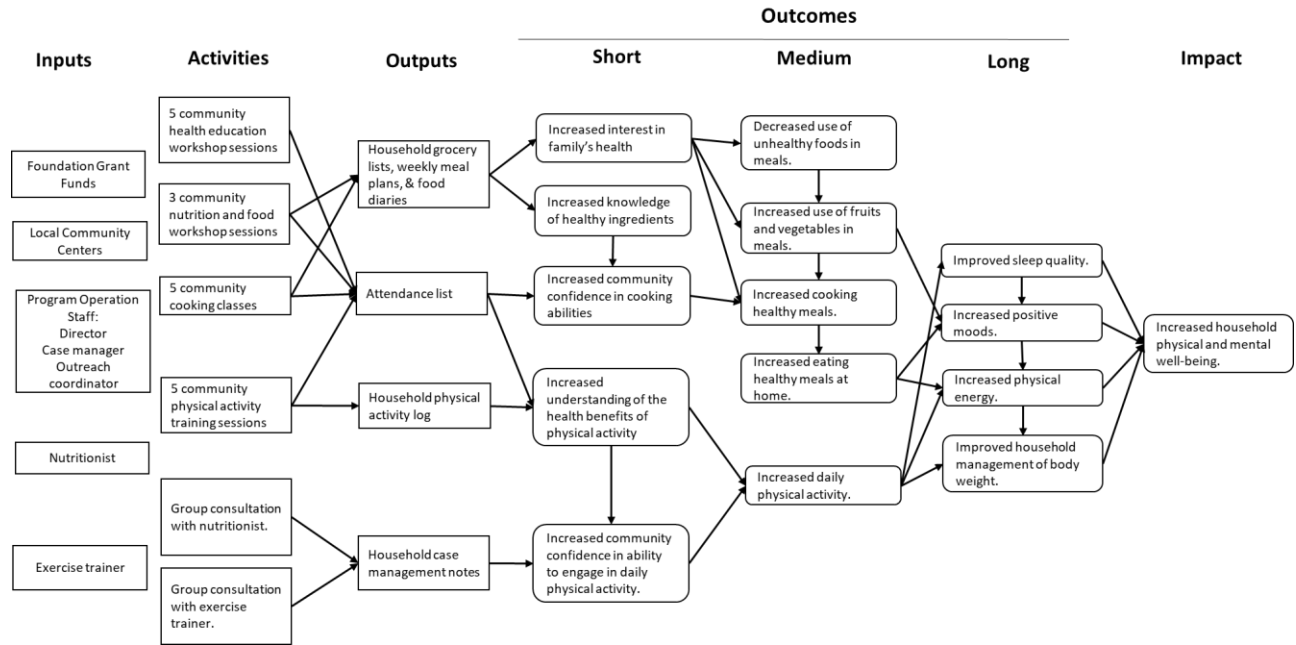 Outcomes
Inputs
Activities
Outputs
Short
Medium
Long
Impact
Foundation Grant
Funds
Local Community
Centers
Program Operation
Staff:
Director
Case manager
Outreach
coordinator
Nutritionist
Exercise trainer
5 community
health education
workshop sessions
3 community
nutrition and food
workshop sessions
5 community
cooking classes
5 community
physical activity
training sessions
Group consultation
with nutritionist.
Group consultation
with exercise
trainer.
Household grocery
lists, weekly meal
plans, & food
diaries
Attendance list
Household physical
activity log
Household case
management notes
Increased interest in
family's health
Increased knowledge
of healthy ingredients
Increased community
confidence in cooking
abilities
Increased
understanding of the
health benefits of
physical activity
Increased community
confidence in ability
to engage in daily
physical activity.
Decreased use of
unhealthy foods in
meals.
Increased use of fruits
and vegetables in
meals.
Increased cooking
healthy meals.
Increased eating
healthy meals at
home.
Increased daily
physical activity.
Improved sleep quality.
Increased positive
moods.
Increased physical
energy.
Improved household
management of body
weight.
Increased household
physical and mental
well-being.